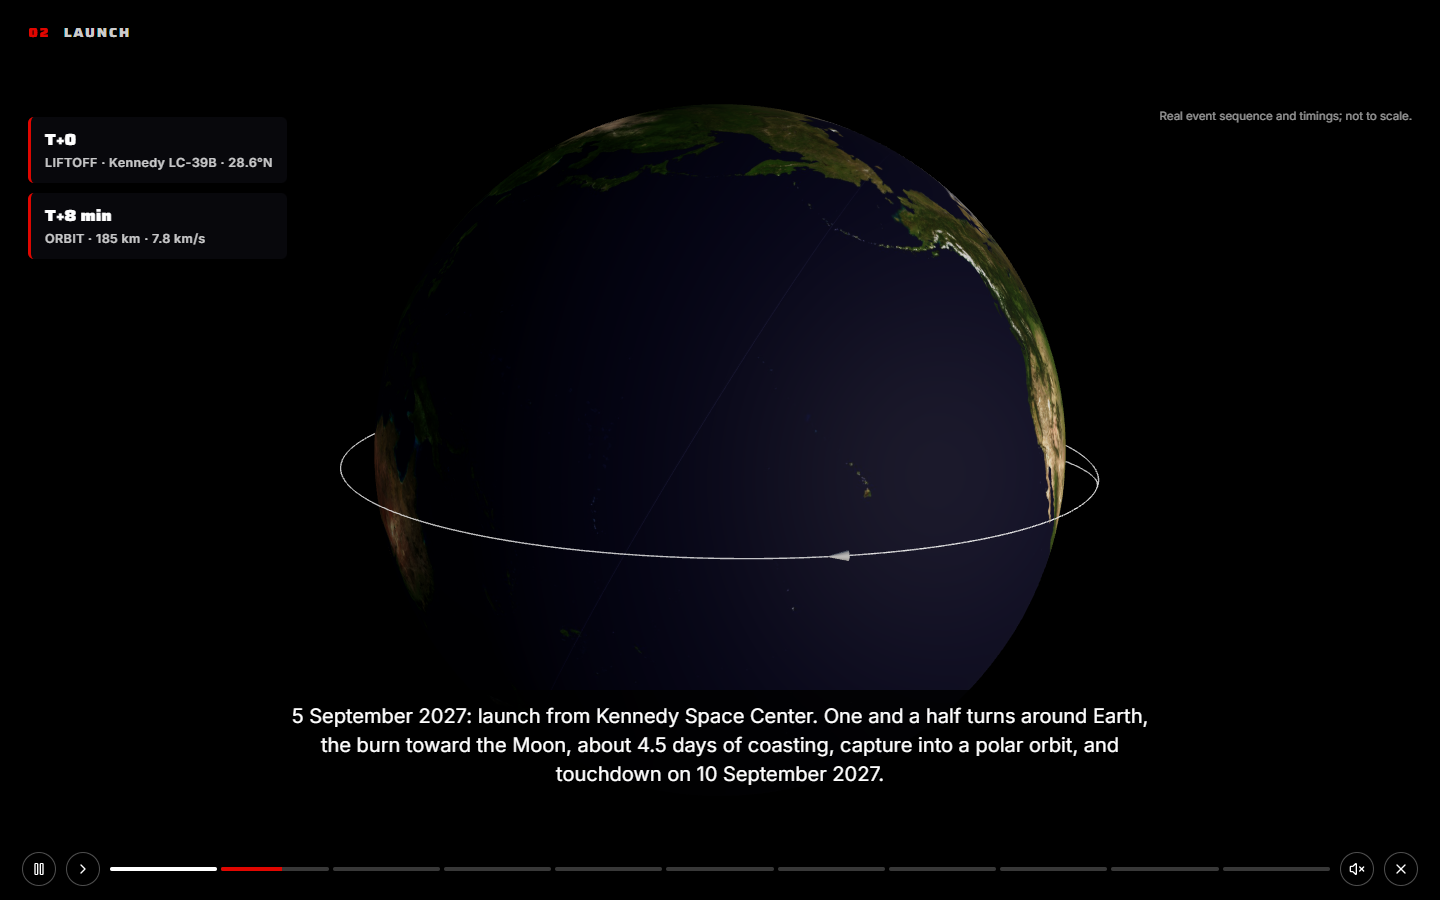 02 LAUNCH
Real event sequence and timings; not to scale.
T+0
LIFTOFF · Kennedy LC-39B · 28.6°N
T+8 min
ORBIT · 185 km · 7.8 km/s
5 September 2027: launch from Kennedy Space Center. One and a half turns around Earth,
the burn toward the Moon, about 4.5 days of coasting, capture into a polar orbit, and
touchdown on 10 September 2027.